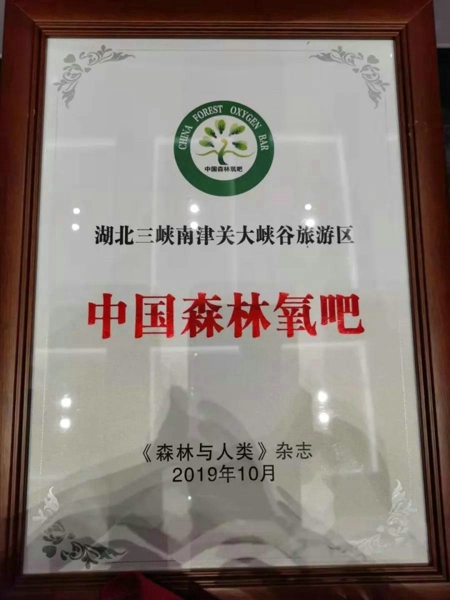 CHINA FOREST OXYGEN BAR
中国森林氧吧
湖北三峡南津关大峡谷旅游区
中国森林氧吧
《森林与人类》杂志
2019年10月